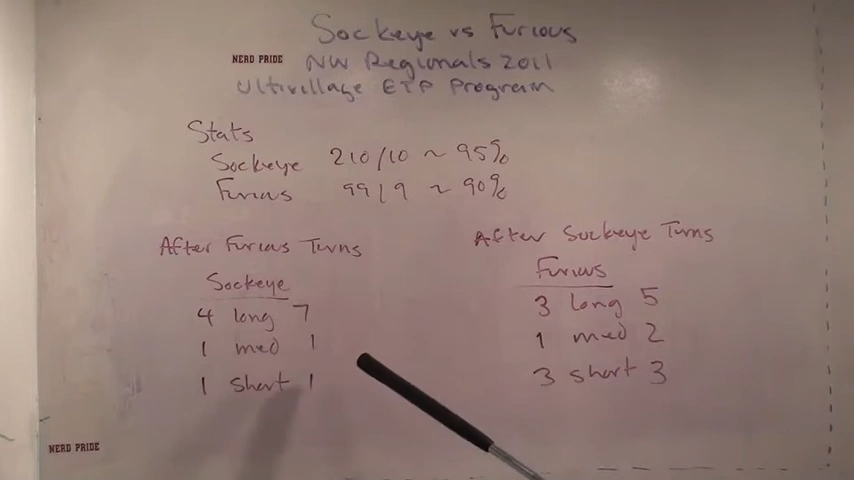 Sockeye vs Furious
NERD PRIDE
NW Regionals 2011
Ultivillage ETP Program
Stats
Sockeye 210/10 ~ 95%
Furious 99/9 ~ 90%
After Furious Turns
Sockeye
4 long 7
1 med 1
1 short 1
After Sockeye Turns
Furious
3 long 5
1 med 2
3 short 3
NERD PRIDE